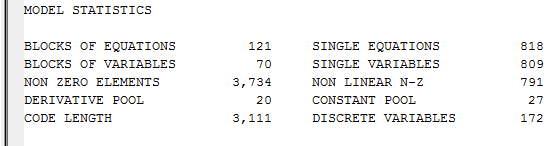 MODEL STATISTICS
BLOCKS OF EQUATIONS 121 SINGLE EQUATIONS 818
BLOCKS OF VARIABLES 70 SINGLE VARIABLES 809
NON ZERO ELEMENTS 3,734 NON LINEAR N-Z 791
DERIVATIVE POOL 20 CONSTANT POOL 27
CODE LENGTH 3,111 DISCRETE VARIABLES 172